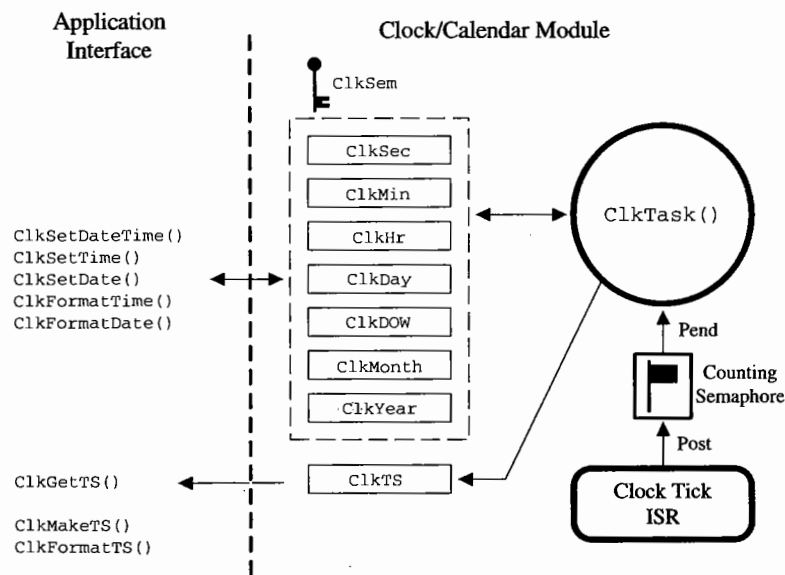 Application
Interface
Clock/Calendar Module
ClkSem
ClkSec
ClkMin
ClkHr
ClkDay
ClkDOW
ClkMonth
ClkYear
ClkTS
ClkSetDateTime()
ClkSetTime()
ClkSetDate()
ClkFormatTime()
ClkFormatDate()
ClkGetTS()
ClkMakeTS()
ClkFormatTS()
ClkTask()
Pend
Counting
Semaphore
Post
Clock Tick
ISR